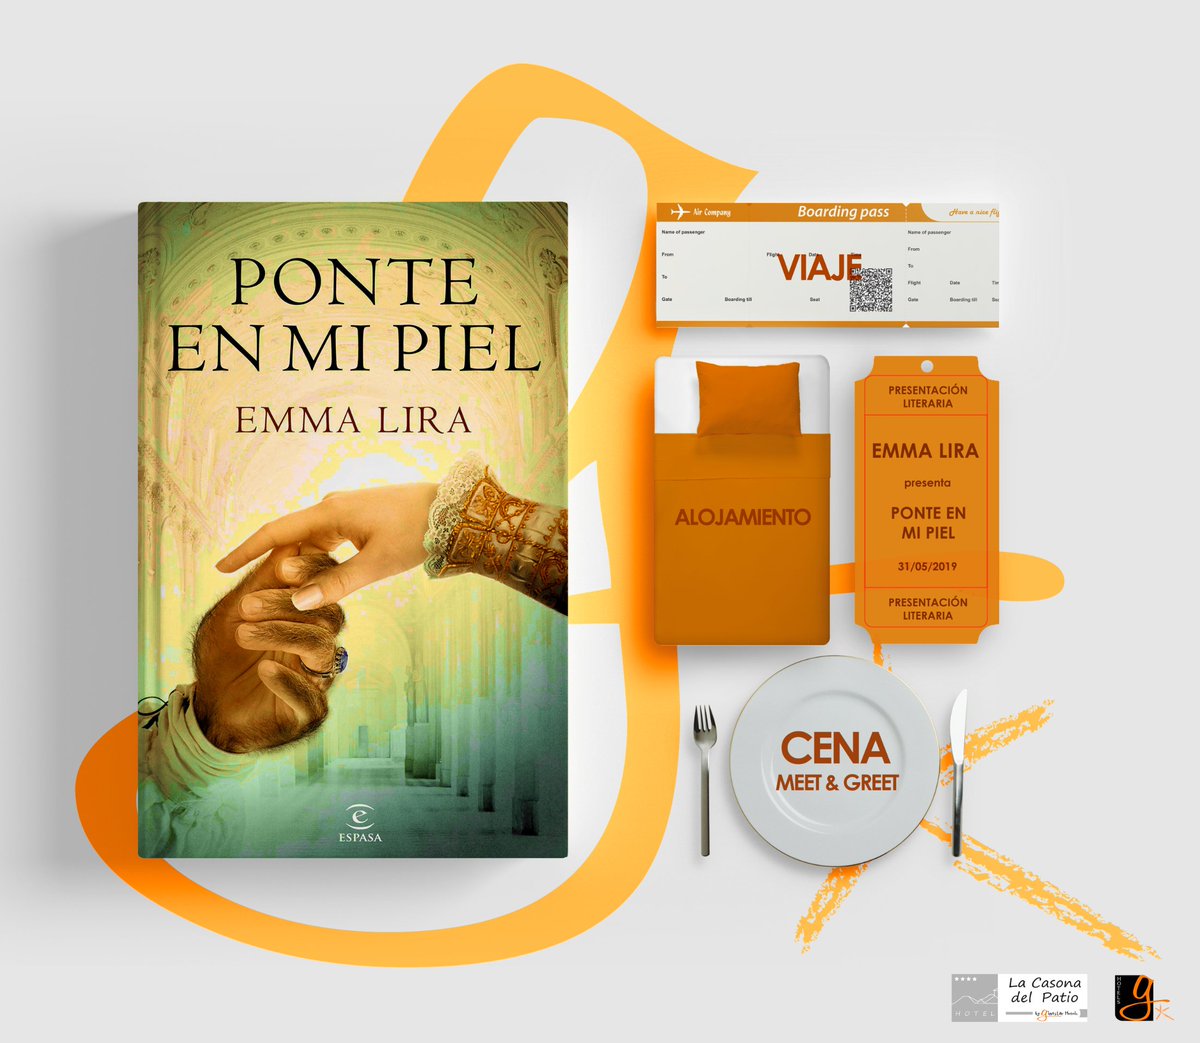 PONTE
EN MI PIEL
EMMA LIRA
e
ESPASA
Air Company
Boarding pass
Have a nice
Name of passenger
From
Flight
Date
To
Gate
Boarding till
Seat
VIAJE
Name of passenger
From
To
Flight
Date
Gate
Boarding till
ALOJAMIENTO
PRESENTACIÓN
LITERARIA
EMMA LIRA
presenta
PONTE EN
MI PIEL
31/05/2019
PRESENTACIÓN
LITERARIA
CENA
MEET & GREET
HOTEL
La Casona
del Patio
HOTELS
g